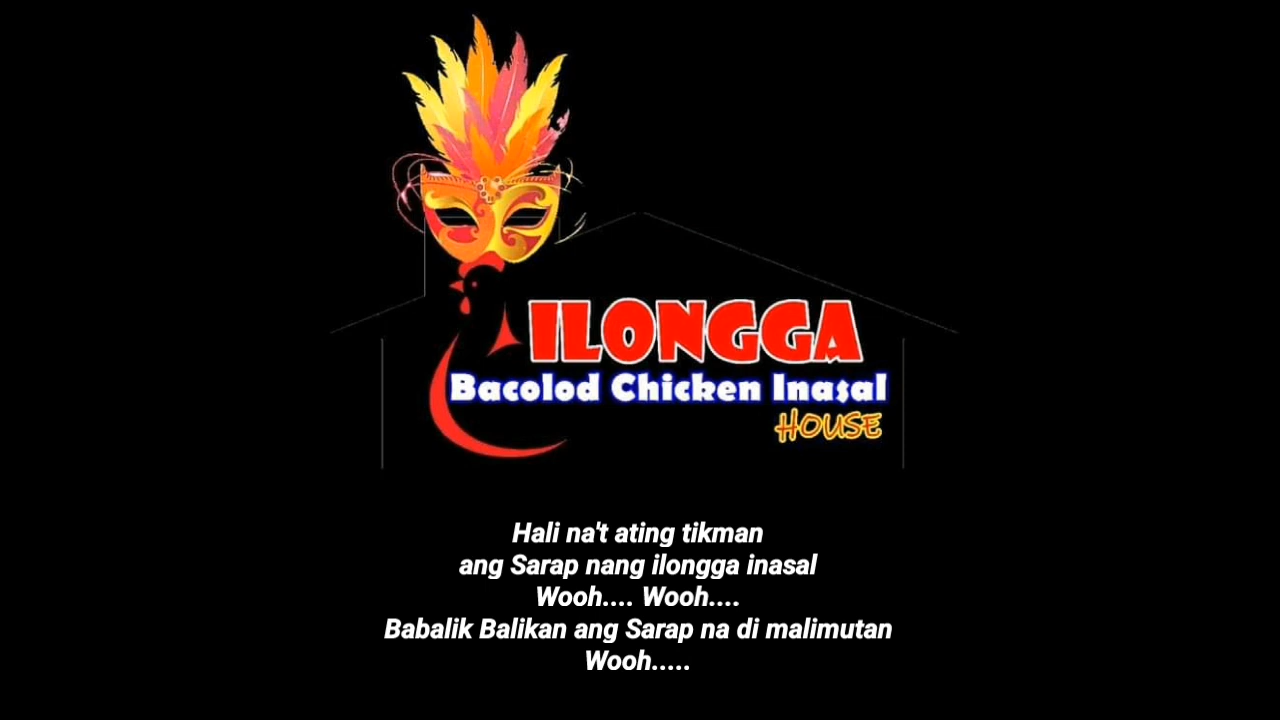 ILONGGA
Bacolod Chicken Inasal
HOUSE
Hali na't ating tikman
ang Sarap nang ilongga inasal
Wooh.... Wooh....
Babalik Balikan ang Sarap na di malimutan
Wooh.....